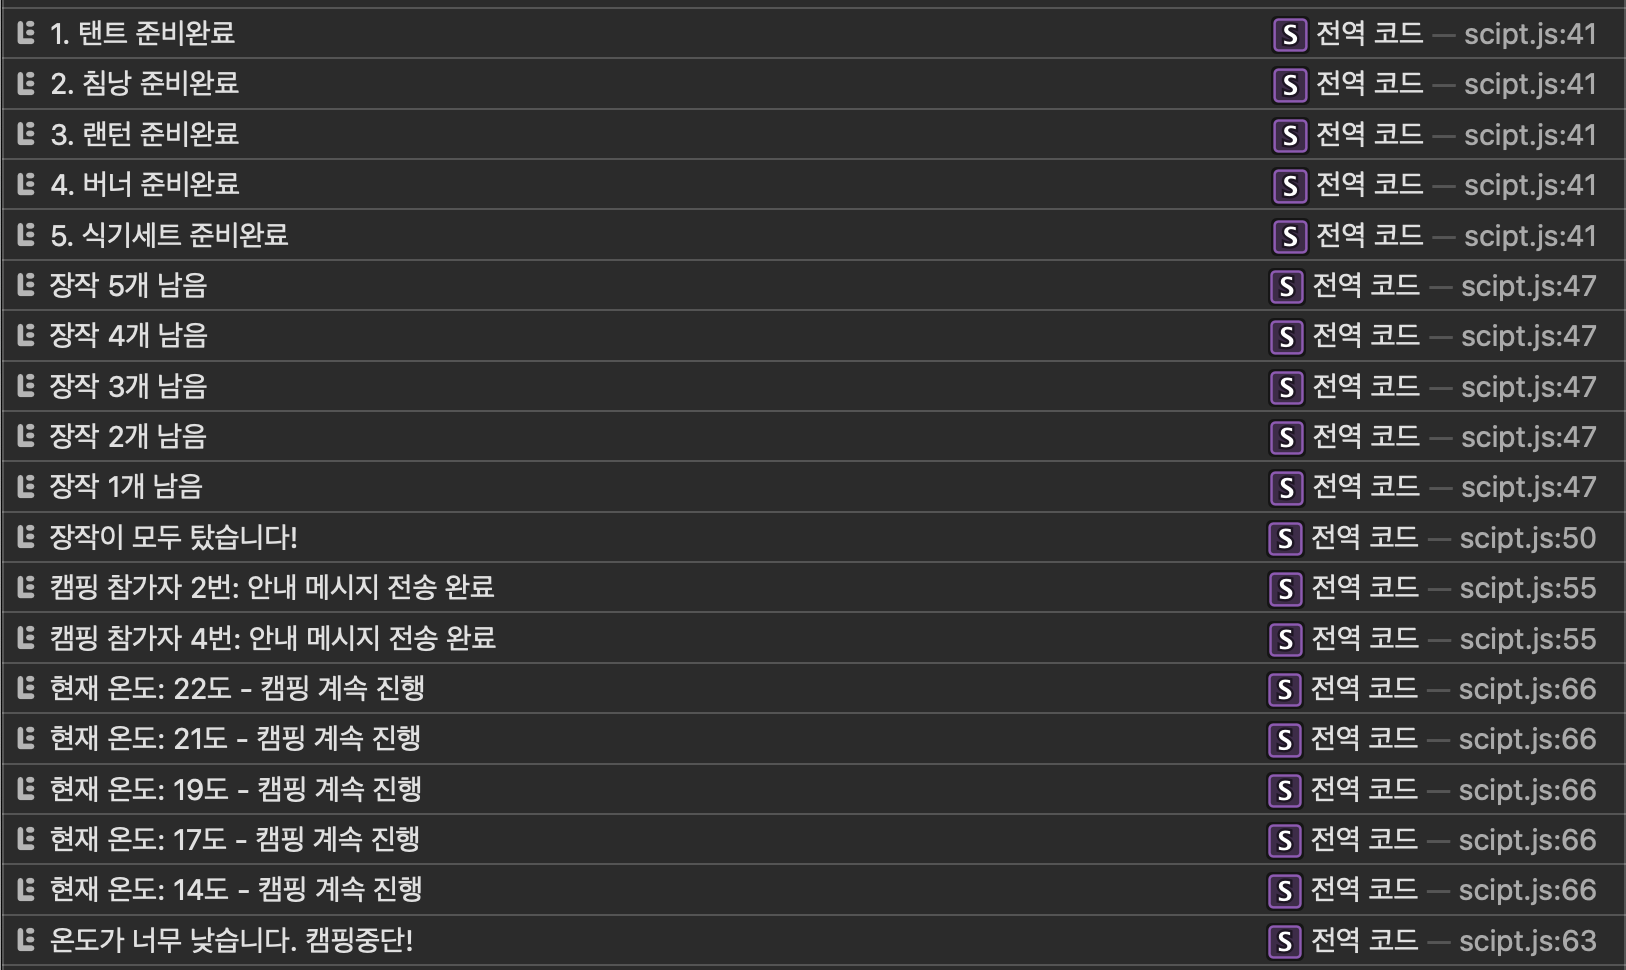 1. 탠트 준비완료 S 전역 코드 — scipt.js:41
2. 침낭 준비완료 S 전역 코드 — scipt.js:41
3. 랜턴 준비완료 S 전역 코드 — scipt.js:41
4. 버너 준비완료 S 전역 코드 — scipt.js:41
5. 식기세트 준비완료 S 전역 코드 — scipt.js:41
장작 5개 남음 S 전역 코드 — scipt.js:47
장작 4개 남음 S 전역 코드 — scipt.js:47
장작 3개 남음 S 전역 코드 — scipt.js:47
장작 2개 남음 S 전역 코드 — scipt.js:47
장작 1개 남음 S 전역 코드 — scipt.js:47
장작이 모두 탔습니다! S 전역 코드 — scipt.js:50
캠핑 참가자 2번: 안내 메시지 전송 완료 S 전역 코드 — scipt.js:55
캠핑 참가자 4번: 안내 메시지 전송 완료 S 전역 코드 — scipt.js:55
현재 온도: 22도 - 캠핑 계속 진행 S 전역 코드 — scipt.js:66
현재 온도: 21도 - 캠핑 계속 진행 S 전역 코드 — scipt.js:66
현재 온도: 19도 - 캠핑 계속 진행 S 전역 코드 — scipt.js:66
현재 온도: 17도 - 캠핑 계속 진행 S 전역 코드 — scipt.js:66
현재 온도: 14도 - 캠핑 계속 진행 S 전역 코드 — scipt.js:66
온도가 너무 낮습니다. 캠핑중단! S 전역 코드 — scipt.js:63